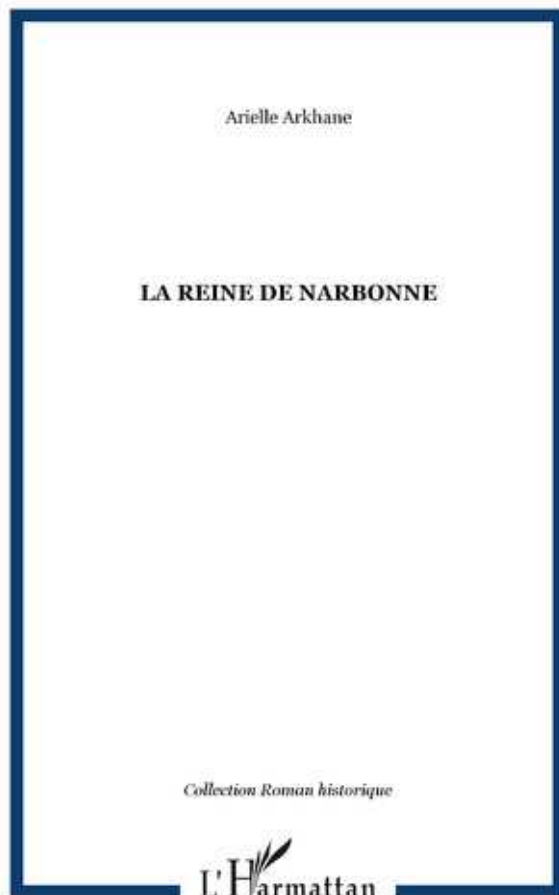 Arielle Arkhane
LA REINE DE NARBONNE
Collection Roman historique
L'Harmattan